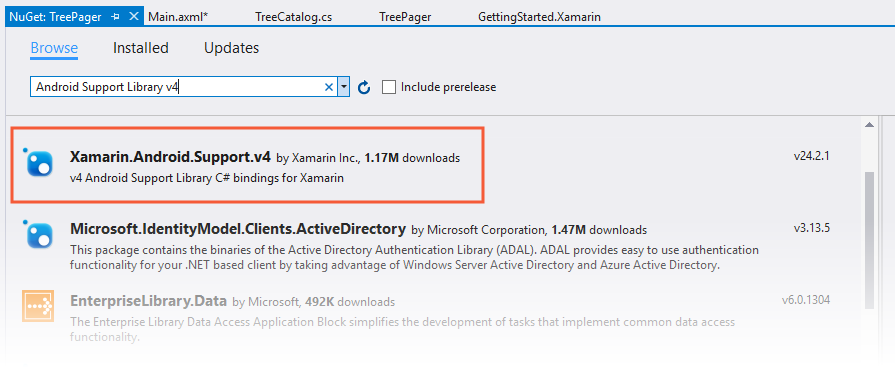 NuGet: TreePager Main.axml* TreeCatalog.cs TreePager GettingStarted.Xamarin
Browse Installed Updates
Android Support Library v4 Include prerelease
Xamarin.Android.Support.v4 by Xamarin Inc., 1.17M downloads v24.2.1
v4 Android Support Library C# bindings for Xamarin
Microsoft.IdentityModel.Clients.ActiveDirectory by Microsoft Corporation, 1.47M downloads v3.13.5
This package contains the binaries of the Active Directory Authentication Library (ADAL). ADAL provides easy to use authentication
functionality for your .NET based client by taking advantage of Windows Server Active Directory and Azure Active Directory.
EnterpriseLibrary.Data by Microsoft, 492K downloads v6.0.1304
The Enterprise Library Data Access Application Block simplifies the development of tasks that implement common data access
functionality.